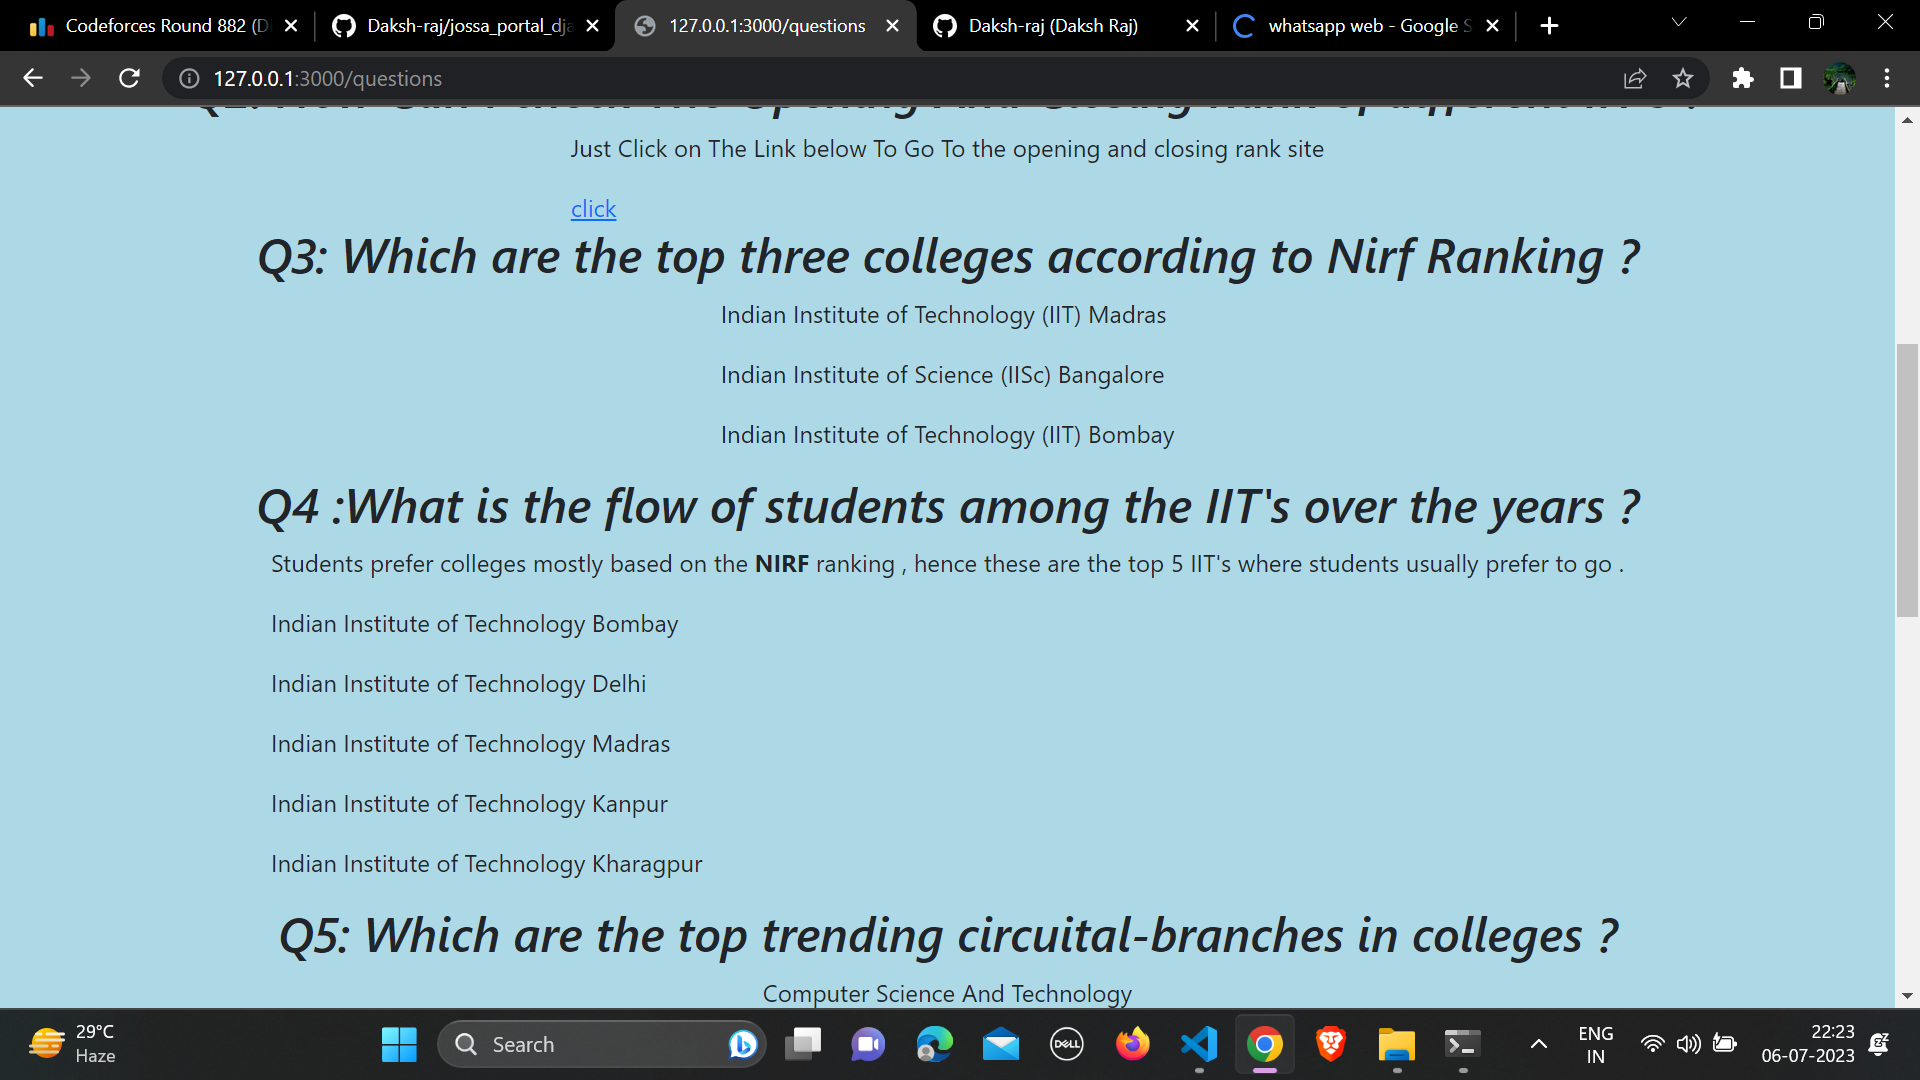 Codeforces Round 882 (D
Daksh-raj/jossa_portal_dja
127.0.0.1:3000/questions
Daksh-raj (Daksh Raj)
whatsapp web - Google S
127.0.0.1:3000/questions
Just Click on The Link below To Go To the opening and closing rank site
click
Q3: Which are the top three colleges according to Nirf Ranking ?
Indian Institute of Technology (IIT) Madras
Indian Institute of Science (IISc) Bangalore
Indian Institute of Technology (IIT) Bombay
Q4 :What is the flow of students among the IIT's over the years ?
Students prefer colleges mostly based on the NIRF ranking , hence these are the top 5 IIT's where students usually prefer to go .
Indian Institute of Technology Bombay
Indian Institute of Technology Delhi
Indian Institute of Technology Madras
Indian Institute of Technology Kanpur
Indian Institute of Technology Kharagpur
Q5: Which are the top trending circuital-branches in colleges ?
Computer Science And Technology
29°C
Haze
Search
DELL
ENG
IN
22:23
06-07-2023